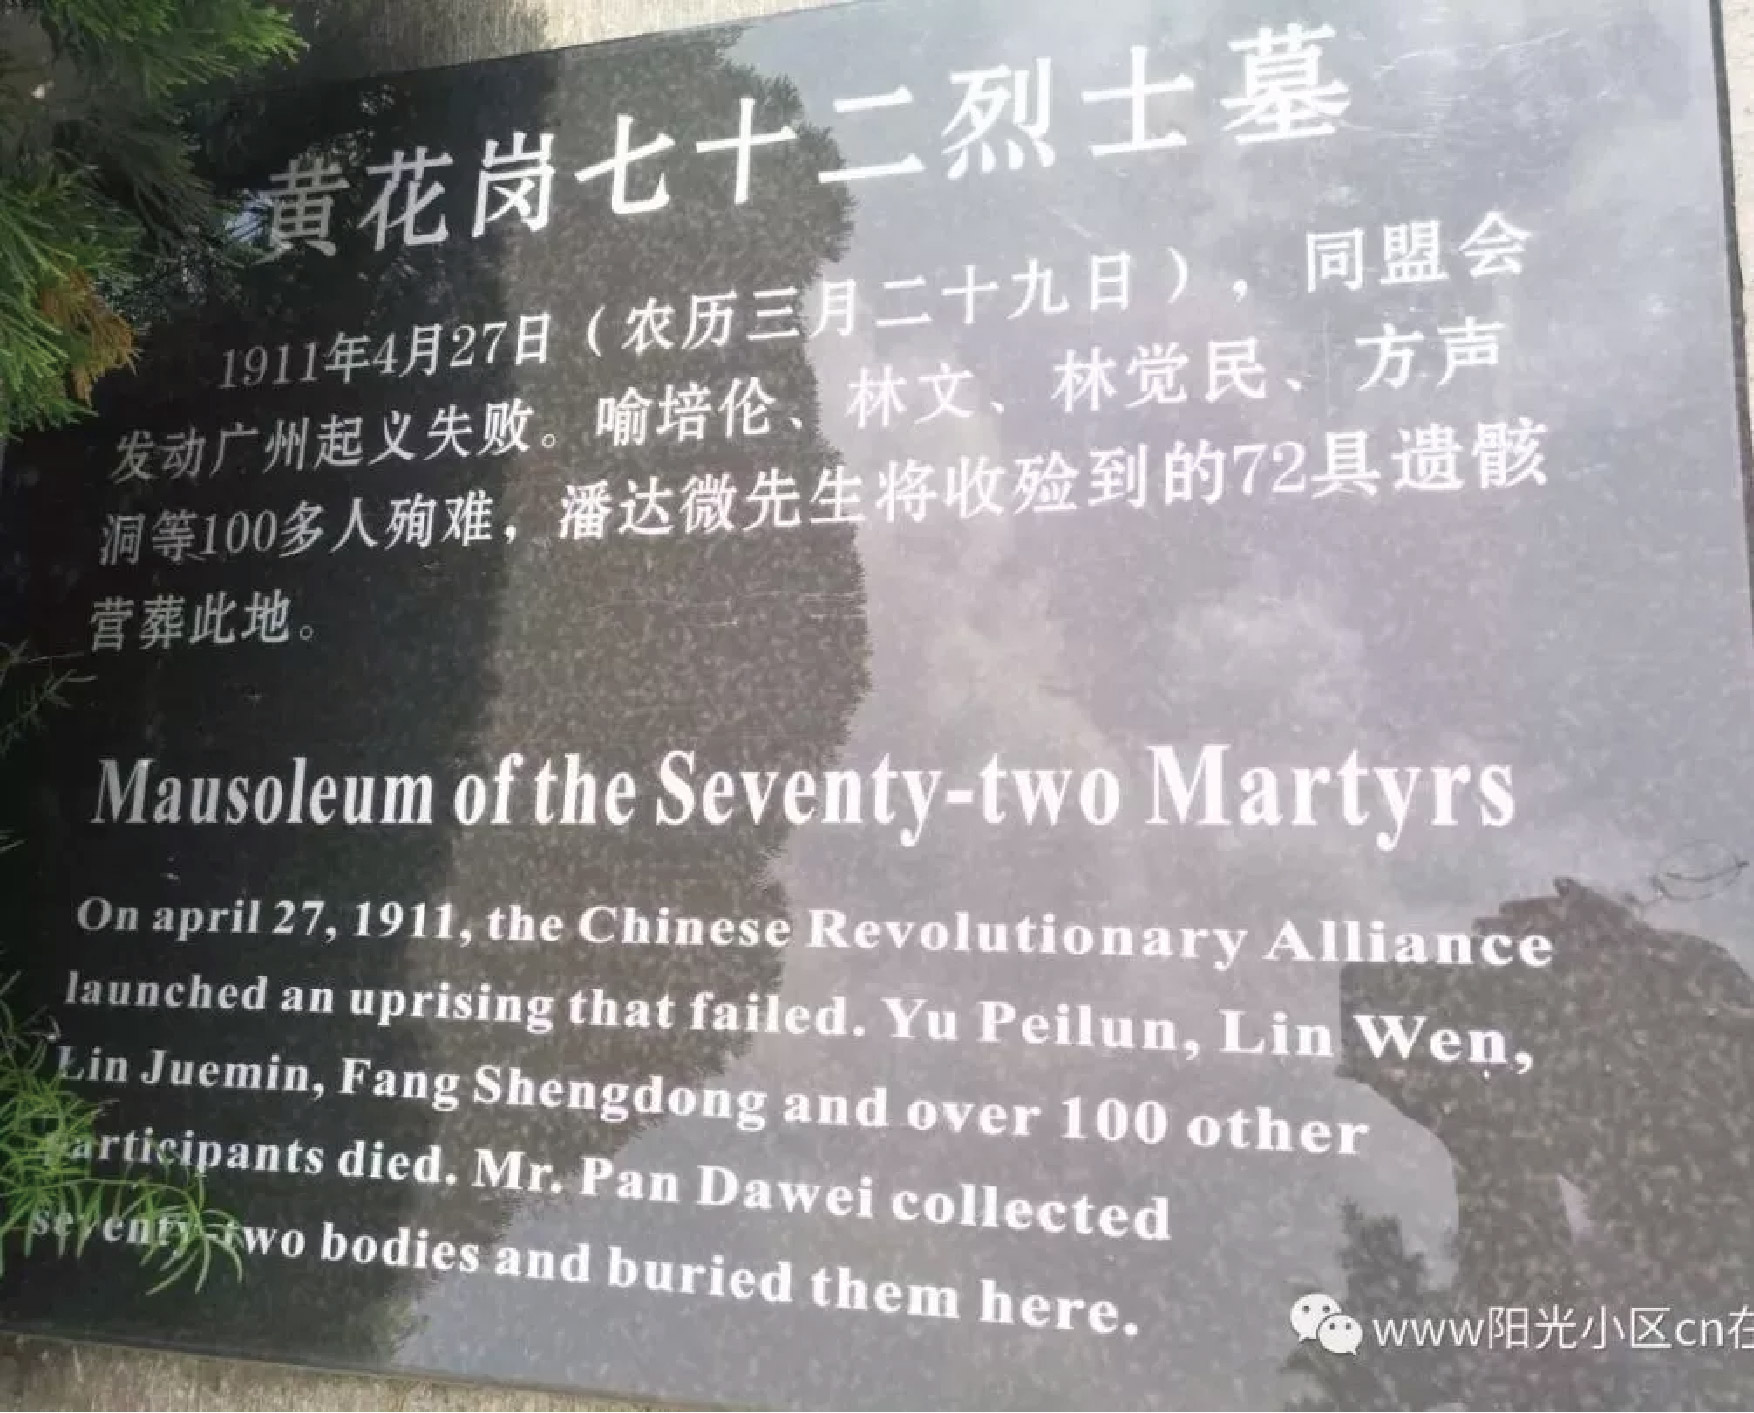 黄花岗七十二烈士墓
1911年4月27日（农历三月二十九日），同盟会
发动广州起义失败。喻培伦、林文、林觉民、方声
洞等100多人殉难，潘达微先生将收殓到的72具遗骸
营葬此地。
Mausoleum of the Seventy-two Martyrs
On april 27, 1911, the Chinese Revolutionary Alliance
launched an uprising that failed. Yu Peilun, Lin Wen,
Lin Juemin, Fang Shengdong and over 100 other
participants died. Mr. Pan Dawei collected
seventy-two bodies and buried them here.
www阳光小区cn在